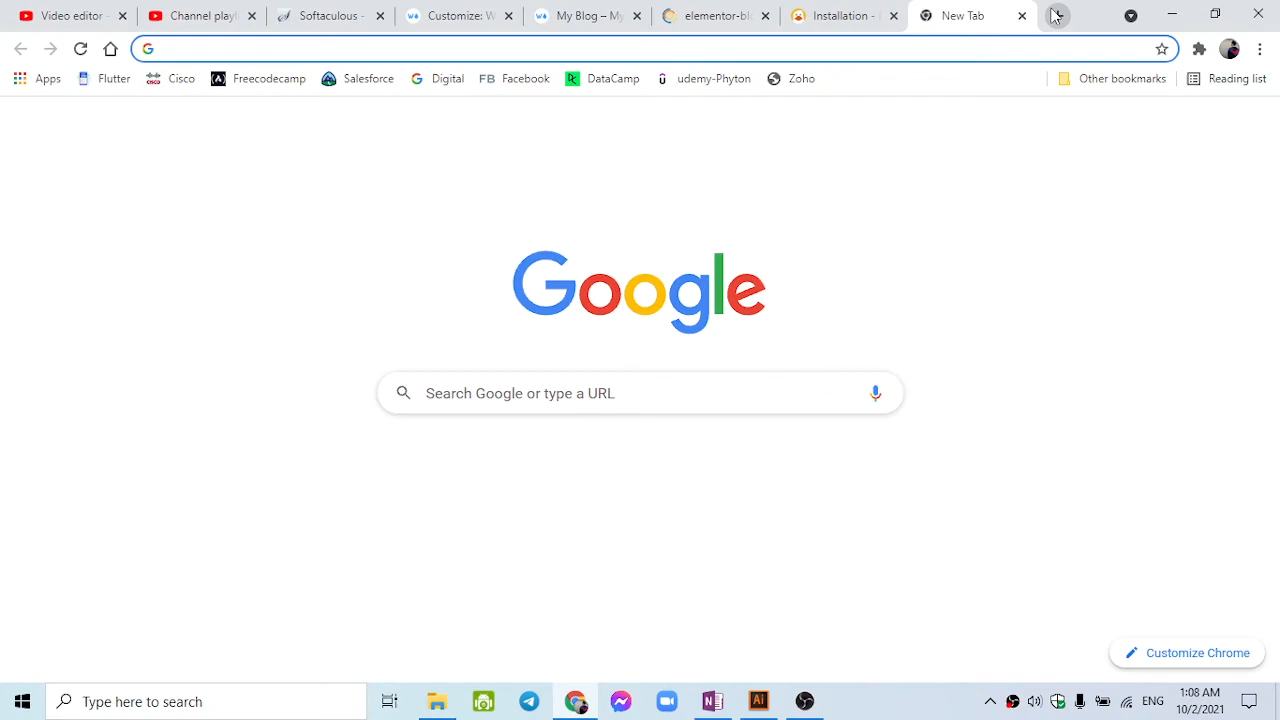 Video editor -
Channel playl
Softaculous -
Customize: W
My Blog – My
elementor blo
Installation -
New Tab
Apps
Flutter
Cisco
Freecodecamp
Salesforce
Digital
FB Facebook
DataCamp
udemy-Phyton
Zoho
Other bookmarks
Reading list
Google
Search Google or type a URL
Customize Chrome
Type here to search
Ai
ENG
1:08 AM
10/2/2021